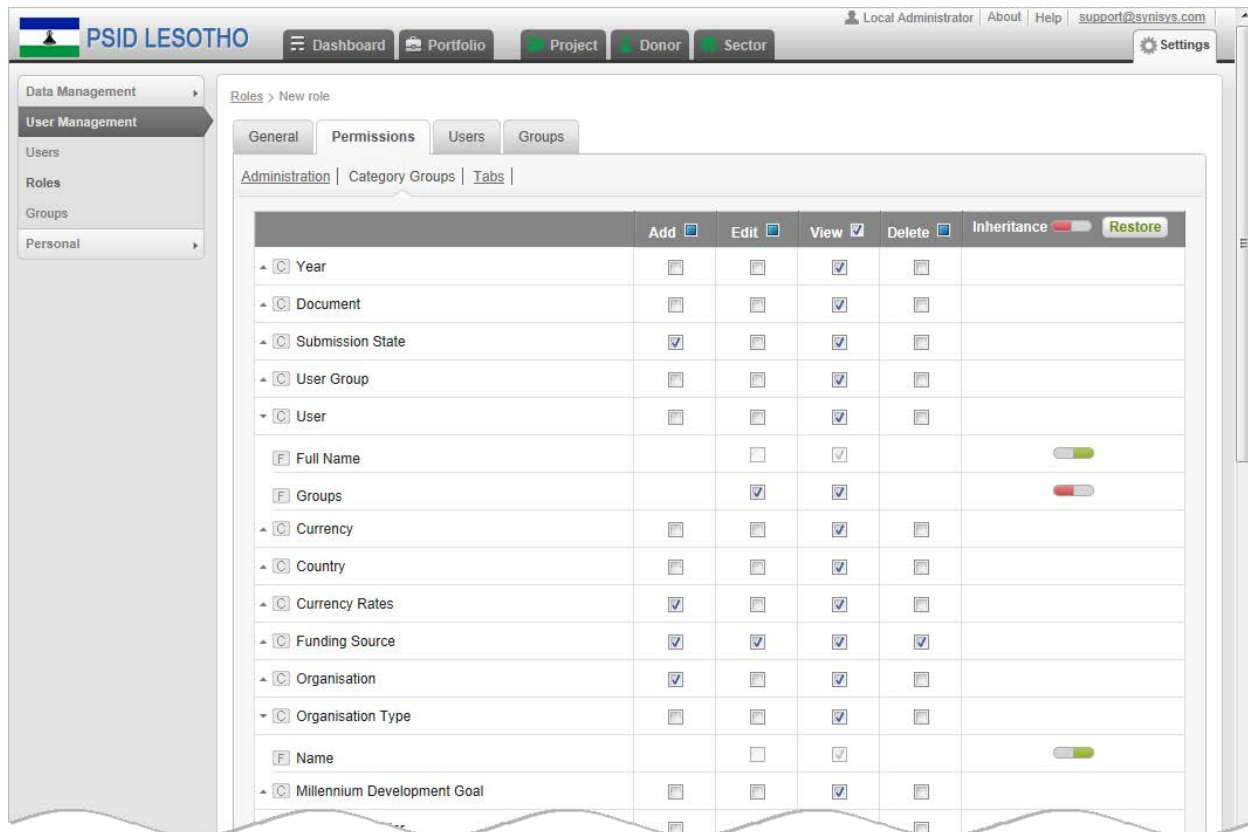 Local Administrator | About | Help | support@synisys.com
PSID LESOTHO
Dashboard
Portfolio
Project
Donor
Sector
Settings
Data Management
User Management
Users
Roles
Groups
Personal
Roles > New role
General
Permissions
Users
Groups
Administration | Category Groups | Tabs |
Add Edit View Delete Inheritance Restore
C Year
C Document
C Submission State
C User Group
C User
F Full Name
F Groups
C Currency
C Country
C Currency Rates
C Funding Source
C Organisation
C Organisation Type
F Name
C Millennium Development Goal